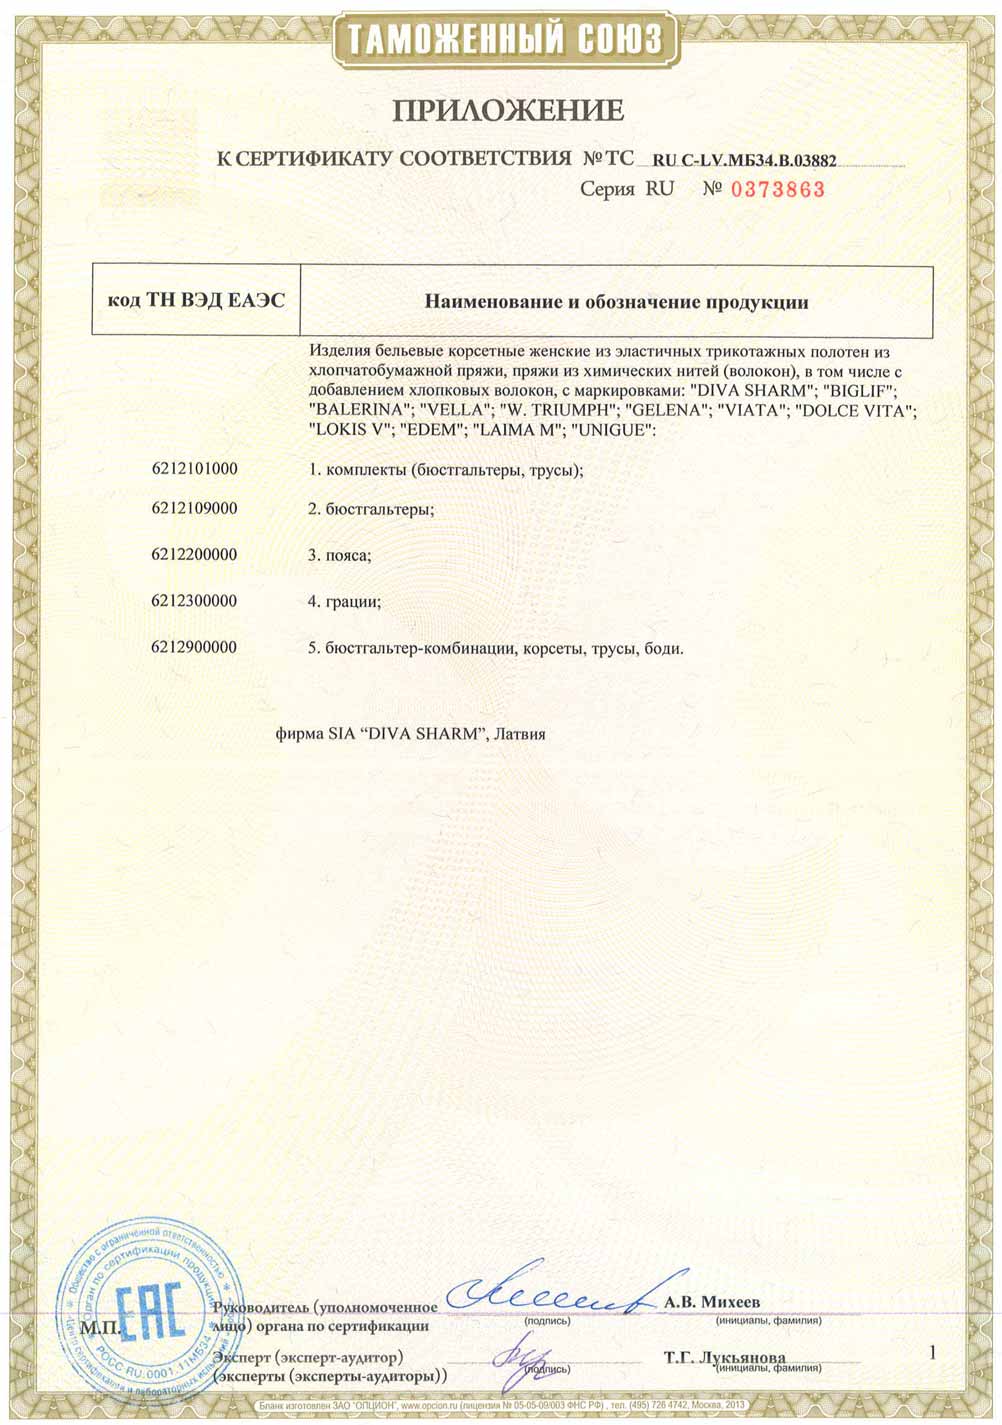 ТАМОЖЕННЫЙ СОЮЗ
ПРИЛОЖЕНИЕ
К СЕРТИФИКАТУ СООТВЕТСТВИЯ № ТС RU C-LV.МБ34.В.03882
Серия RU № 0373863
код ТН ВЭД ЕАЭС
Наименование и обозначение продукции
Изделия бельевые корсетные женские из эластичных трикотажных полотен из
хлопчатобумажной пряжи, пряжи из химических нитей (волокон), в том числе с
добавлением хлопковых волокон, с маркировками: "DIVA SHARM"; "BIGLIF";
"BALERINA"; "VELLA"; "W. TRIUMPH"; "GELENA"; "VIATA"; "DOLCE VITA";
"LOKIS V"; "EDEM"; "LAIMA M"; "UNIGUE":
6212101000 1. комплекты (бюстгальтеры, трусы);
6212109000 2. бюстгальтеры;
6212200000 3. пояса;
6212300000 4. грации;
6212900000 5. бюстгальтер-комбинации, корсеты, трусы, боди.
фирма SIA “DIVA SHARM”, Латвия
Общество с ограниченной ответственностью
Орган по сертификации продукции
ЕАС
РОСС RU.0001.11МБ34
М.П.
Руководитель (уполномоченное
лицо) органа по сертификации
(подпись)
А.В. Михеев
(инициалы, фамилия)
Эксперт (эксперт-аудитор)
(эксперты (эксперты-аудиторы))
(подпись)
Т.Г. Лукьянова
(инициалы, фамилия)
1
Бланк изготовлен ЗАО "ОПЦИОН", www.opcion.ru (лицензия № 05-05-09/003 ФНС РФ), тел. (495) 726 4742, Москва, 2013